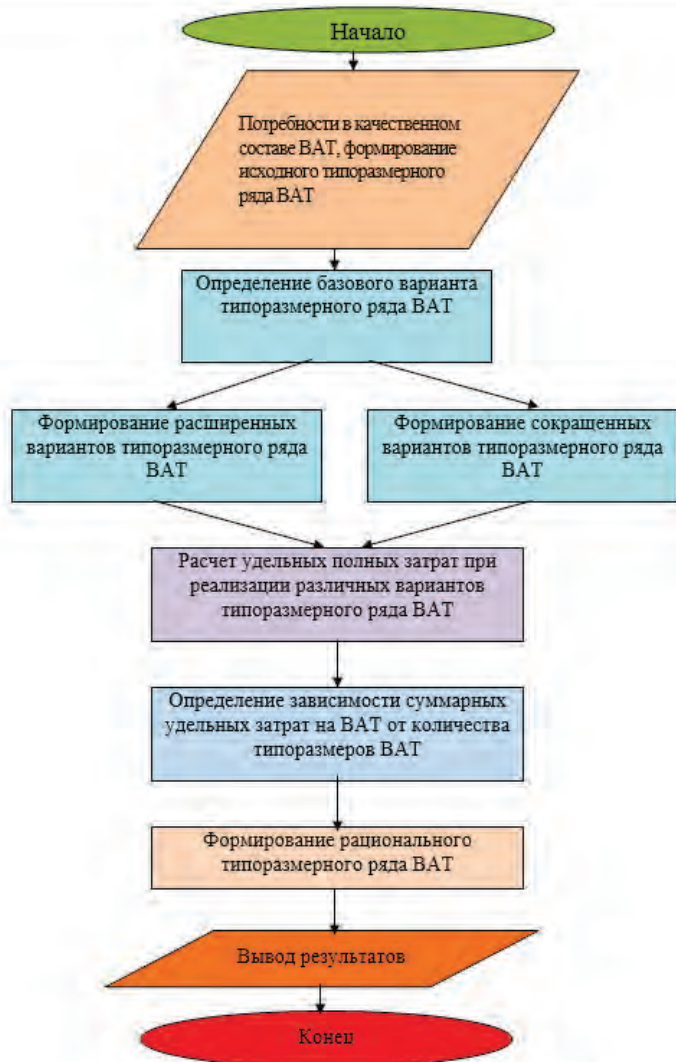 Начало
Потребности в качественном
составе ВАТ, формирование
исходного типоразмерного
ряда ВАТ
Определение базового варианта
типоразмерного ряда ВАТ
Формирование расширенных
вариантов типоразмерного ряда
ВАТ
Формирование сокращенных
вариантов типоразмерного ряда
ВАТ
Расчет удельных полных затрат при
реализации различных вариантов
типоразмерного ряда ВАТ
Определение зависимости суммарных
удельных затрат на ВАТ от количества
типоразмеров ВАТ
Формирование рационального
типоразмерного ряда ВАТ
Вывод результатов
Конец